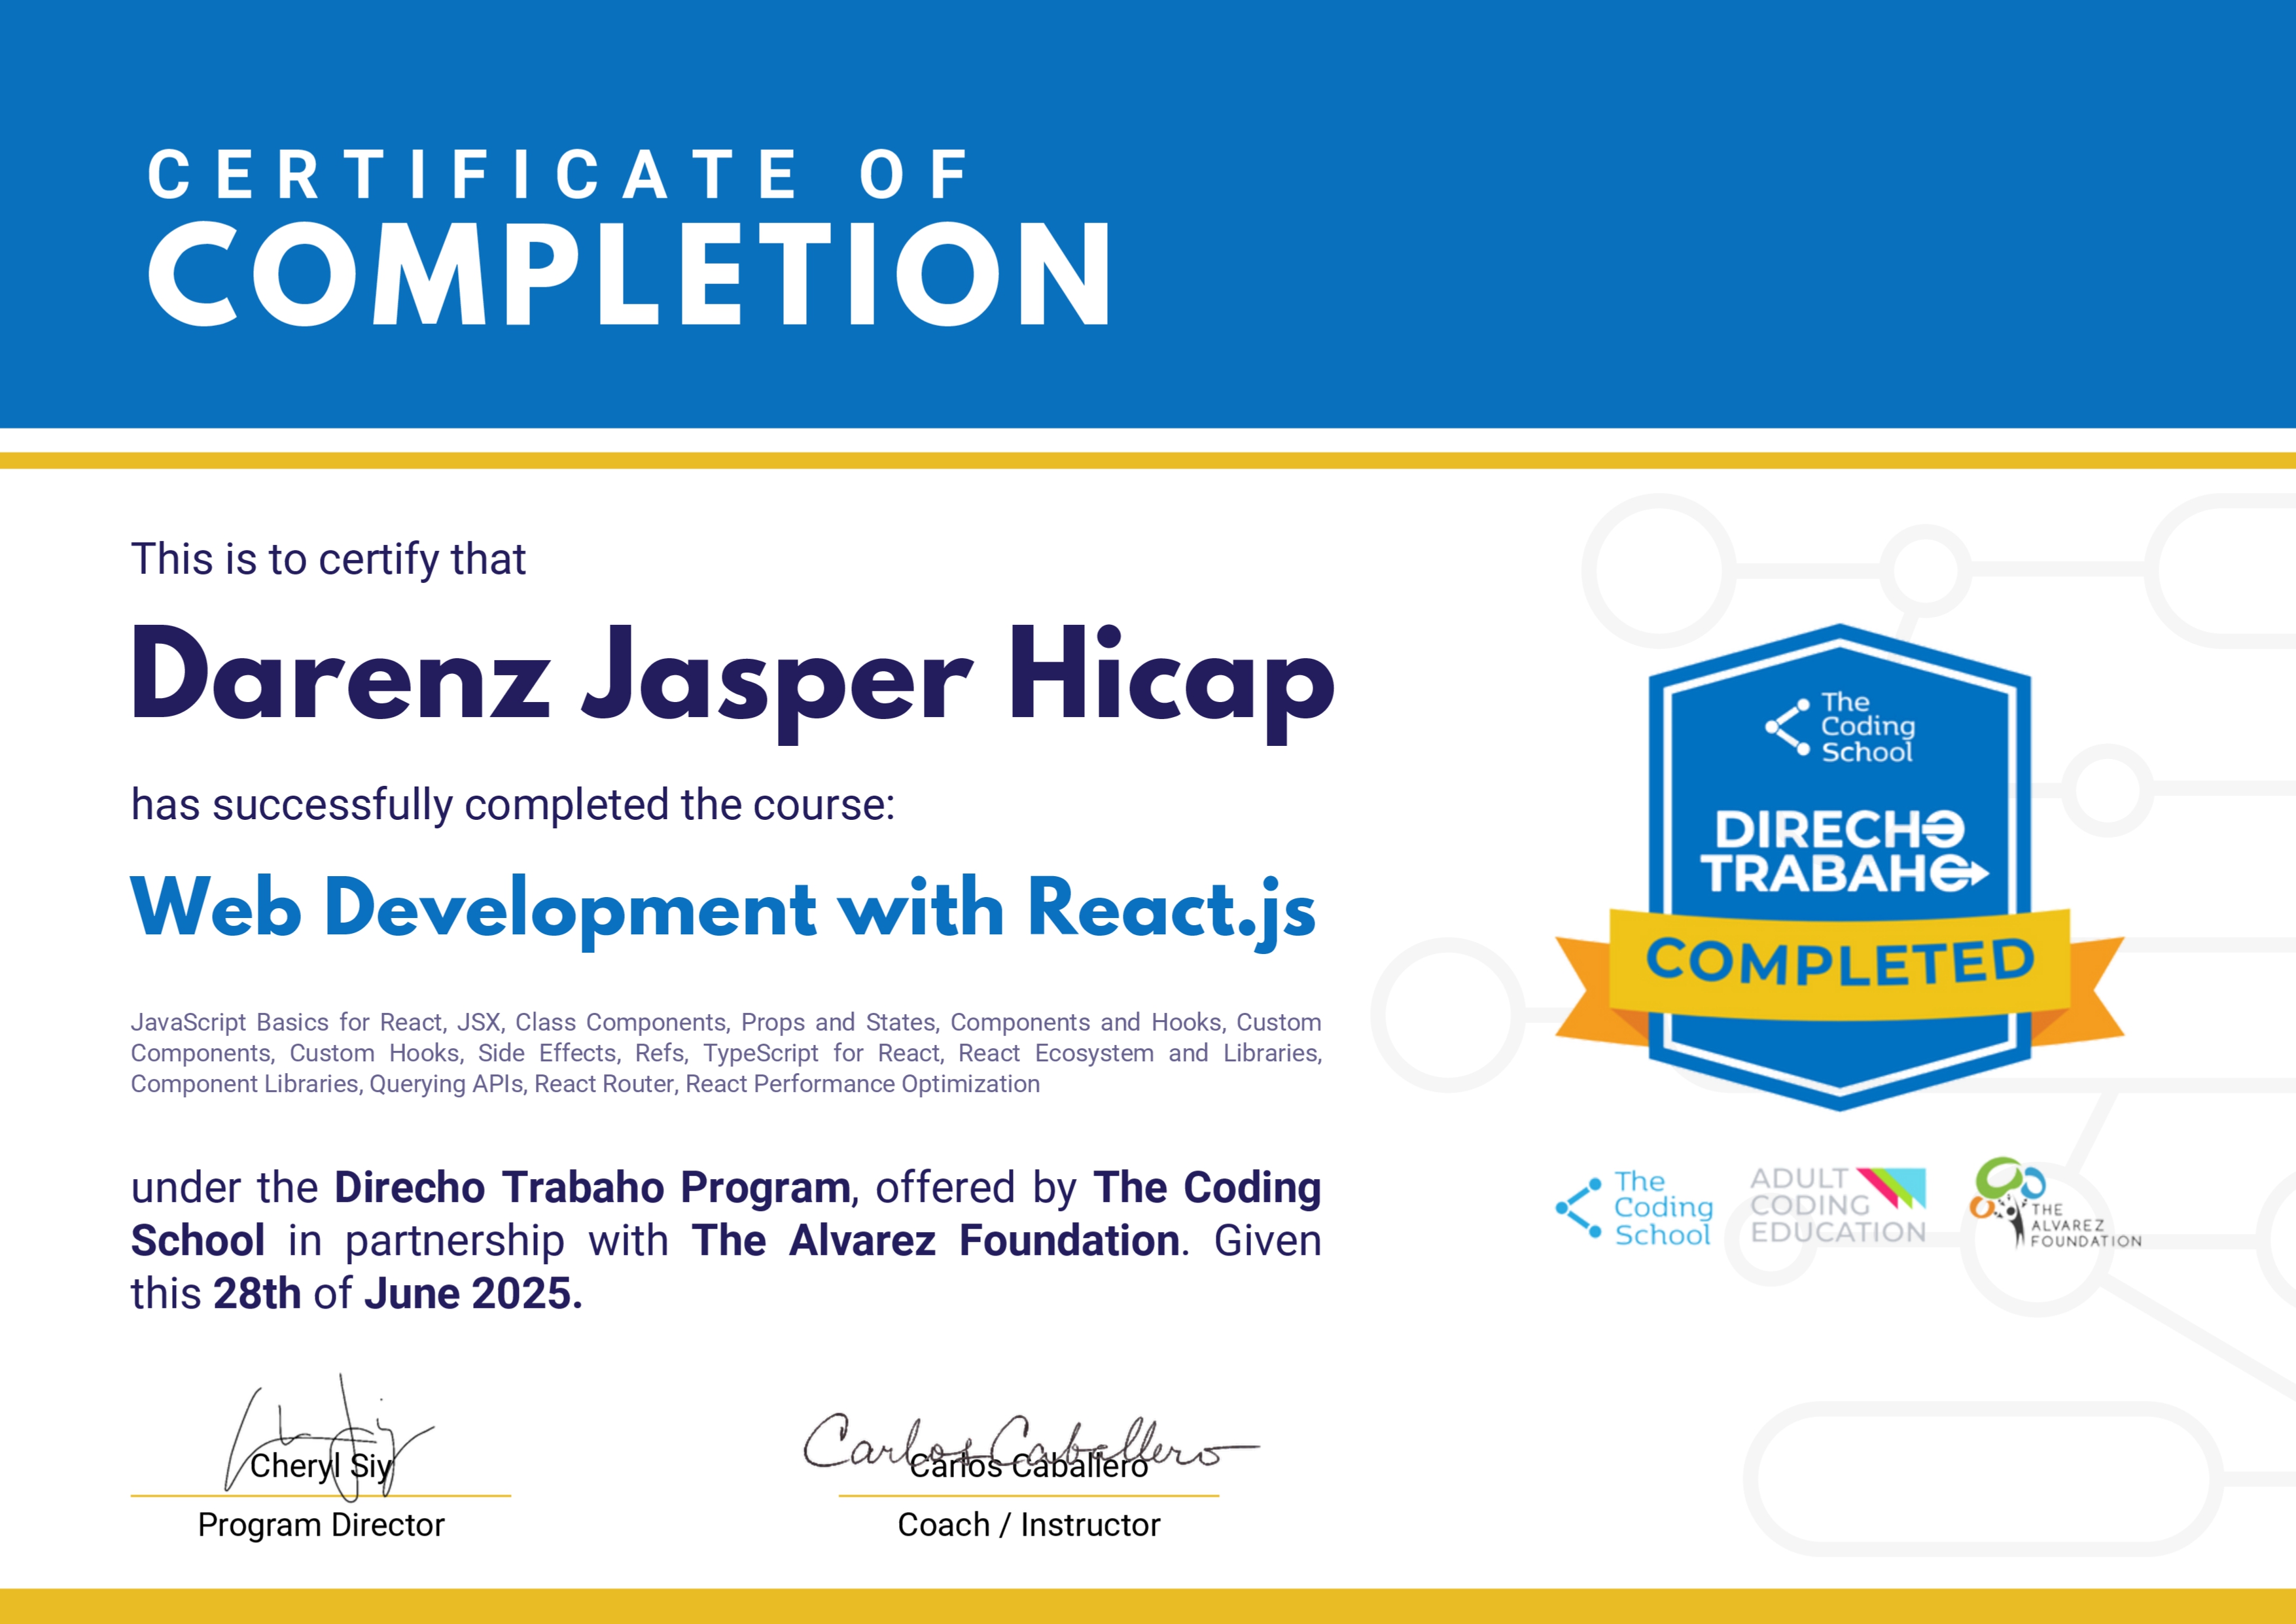 CERTIFICATE OF
COMPLETION
This is to certify that
Darenz Jasper Hicap
has successfully completed the course:
Web Development with React.js
JavaScript Basics for React, JSX, Class Components, Props and States, Components and Hooks, Custom
Components, Custom Hooks, Side Effects, Refs, TypeScript for React, React Ecosystem and Libraries,
Component Libraries, Querying APIs, React Router, React Performance Optimization
under the Direcho Trabaho Program, offered by The Coding
School in partnership with The Alvarez Foundation. Given
this 28th of June 2025.
Cheryl Siy
Program Director
Carlos Caballero
Carlos Caballero
Coach / Instructor
The
Coding
School
DIRECHO
TRABAHO
COMPLETED
The
Coding
School
ADULT
CODING
EDUCATION
THE
ALVAREZ
FOUNDATION